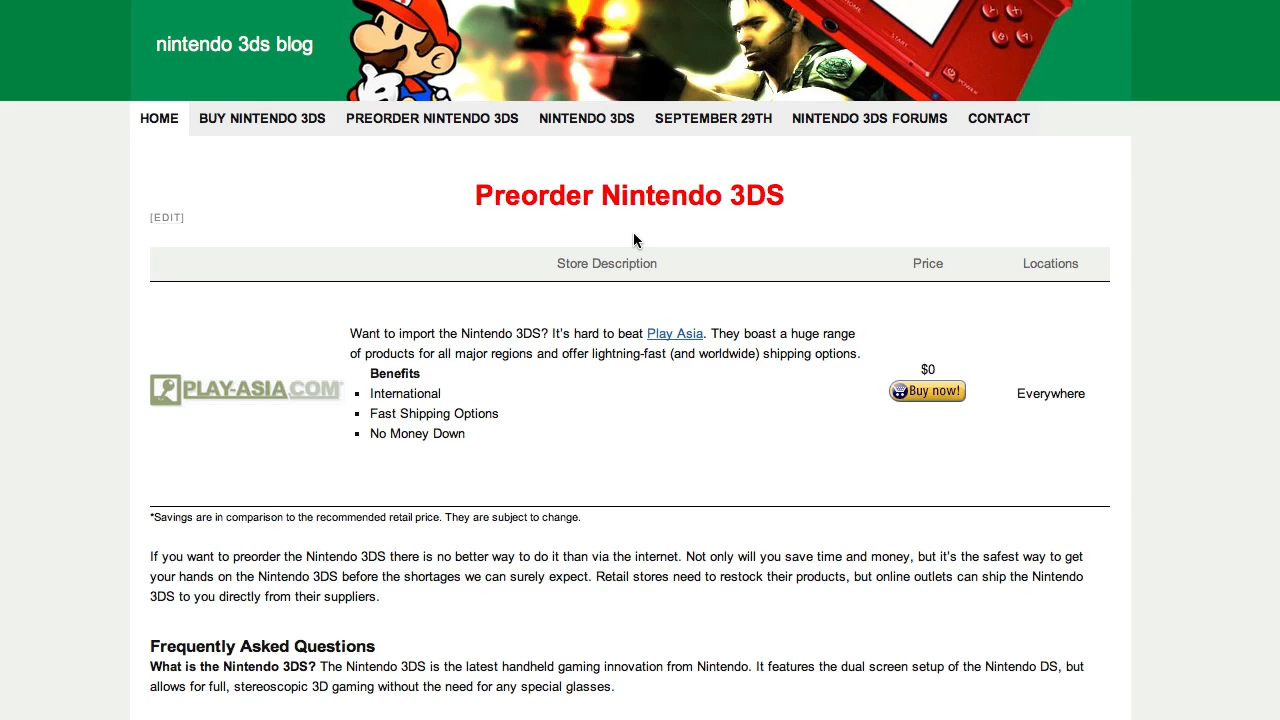 nintendo 3ds blog
HOME
START
POWER
HOME BUY NINTENDO 3DS PREORDER NINTENDO 3DS NINTENDO 3DS SEPTEMBER 29TH NINTENDO 3DS FORUMS CONTACT
Preorder Nintendo 3DS
[EDIT]
Store Description Price Locations
Want to import the Nintendo 3DS? It's hard to beat Play Asia. They boast a huge range
of products for all major regions and offer lightning-fast (and worldwide) shipping options.
Benefits
International
Fast Shipping Options
No Money Down
PLAY-ASIA.COM
$0
Buy now!
Everywhere
*Savings are in comparison to the recommended retail price. They are subject to change.
If you want to preorder the Nintendo 3DS there is no better way to do it than via the internet. Not only will you save time and money, but it's the safest way to get
your hands on the Nintendo 3DS before the shortages we can surely expect. Retail stores need to restock their products, but online outlets can ship the Nintendo
3DS to you directly from their suppliers.
Frequently Asked Questions
What is the Nintendo 3DS? The Nintendo 3DS is the latest handheld gaming innovation from Nintendo. It features the dual screen setup of the Nintendo DS, but
allows for full, stereoscopic 3D gaming without the need for any special glasses.